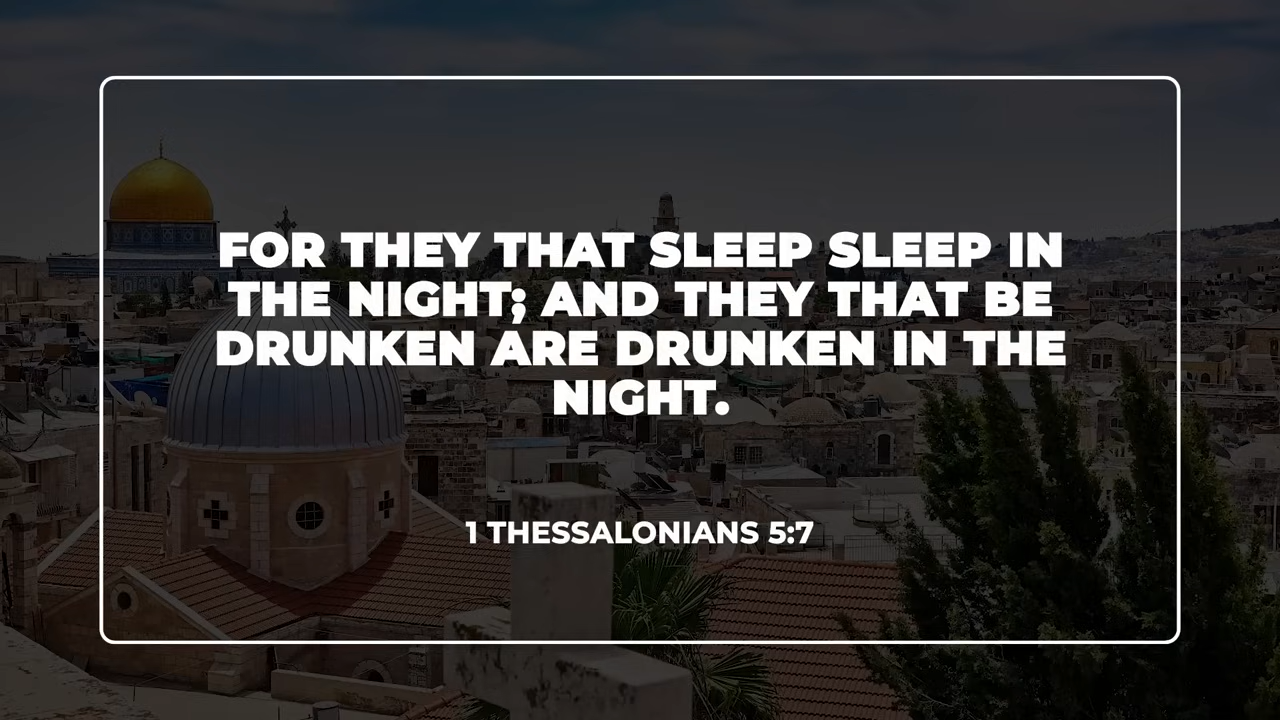 FOR THEY THAT SLEEP SLEEP IN
THE NIGHT; AND THEY THAT BE
DRUNKEN ARE DRUNKEN IN THE
NIGHT.
1 THESSALONIANS 5:7